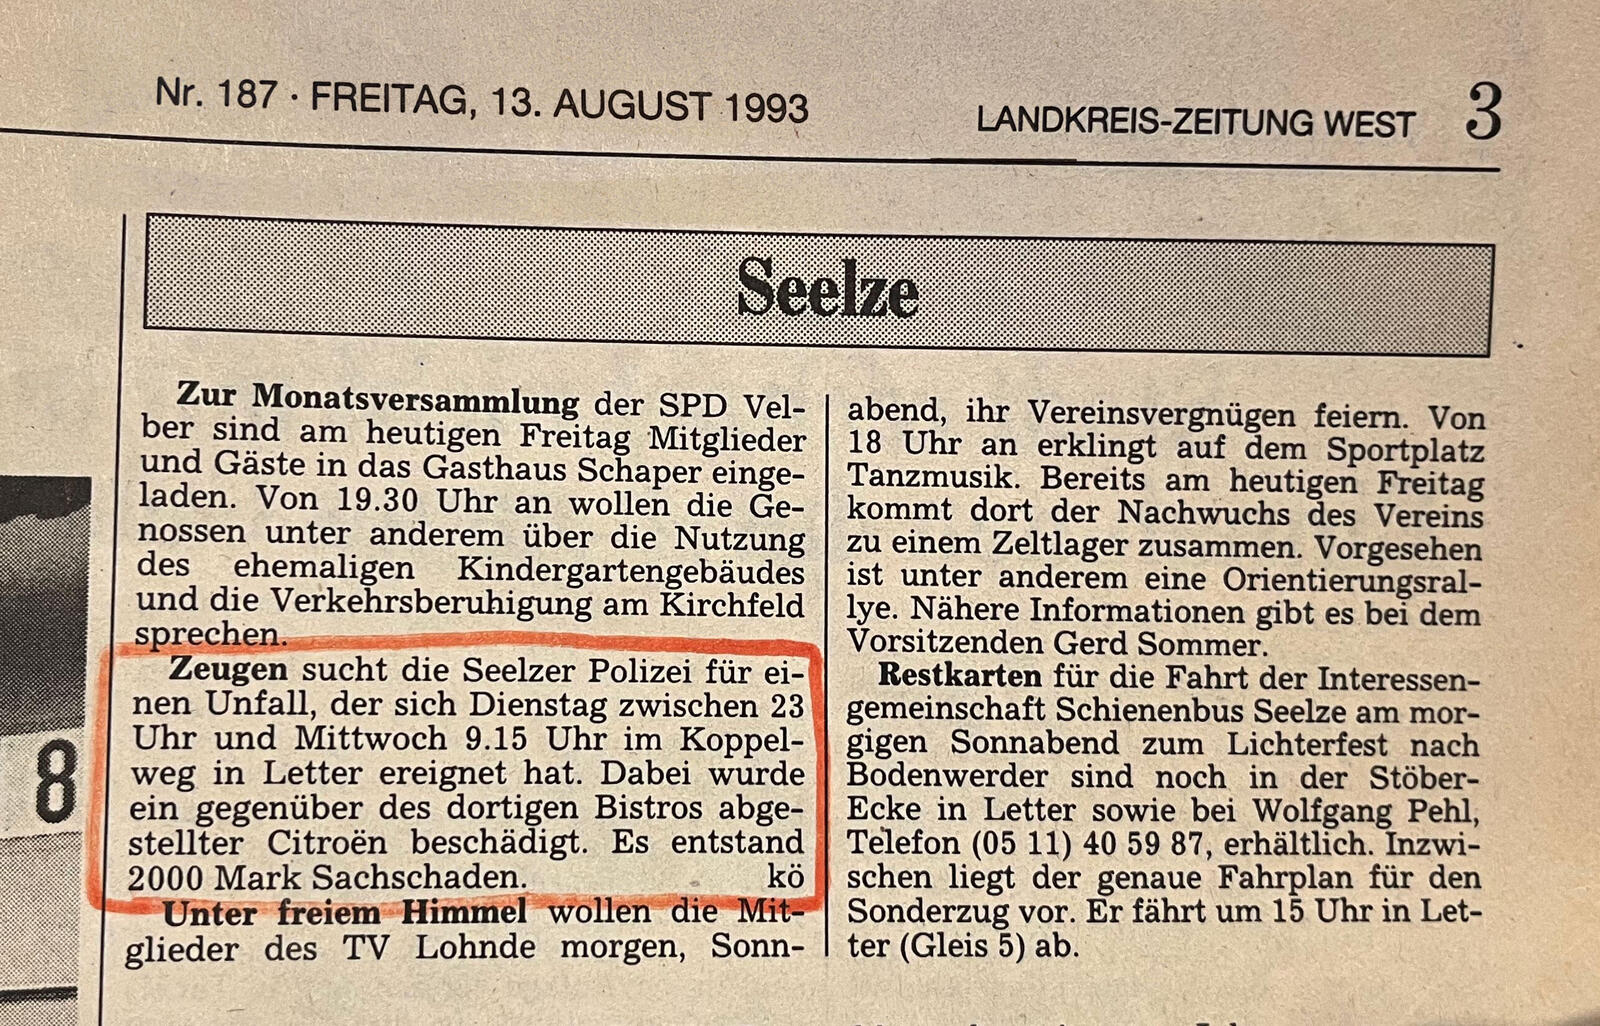 Nr. 187 · FREITAG, 13. AUGUST 1993
LANDKREIS-ZEITUNG WEST 3
Seelze
Zur Monatsversammlung der SPD Vel-
ber sind am heutigen Freitag Mitglieder
und Gäste in das Gasthaus Schaper einge-
laden. Von 19.30 Uhr an wollen die Ge-
nossen unter anderem über die Nutzung
des ehemaligen Kindergartengebäudes
und die Verkehrsberuhigung am Kirchfeld
sprechen.
Zeugen sucht die Seelzer Polizei für ei-
nen Unfall, der sich Dienstag zwischen 23
Uhr und Mittwoch 9.15 Uhr im Koppel-
weg in Letter ereignet hat. Dabei wurde
ein gegenüber des dortigen Bistros abge-
stellter Citroën beschädigt. Es entstand
2000 Mark Sachschaden. kö
Unter freiem Himmel wollen die Mit-
glieder des TV Lohnde morgen, Sonn-
abend, ihr Vereinsvergnügen feiern. Von
18 Uhr an erklingt auf dem Sportplatz
Tanzmusik. Bereits am heutigen Freitag
kommt dort der Nachwuchs des Vereins
zu einem Zeltlager zusammen. Vorgesehen
ist unter anderem eine Orientierungsral-
lye. Nähere Informationen gibt es bei dem
Vorsitzenden Gerd Sommer.
Restkarten für die Fahrt der Interessen-
gemeinschaft Schienenbus Seelze am mor-
gigen Sonnabend zum Lichterfest nach
Bodenwerder sind noch in der Stöber-
Ecke in Letter sowie bei Wolfgang Pehl,
Telefon (05 11) 40 59 87, erhältlich. Inzwi-
schen liegt der genaue Fahrplan für den
Sonderzug vor. Er fährt um 15 Uhr in Let-
ter (Gleis 5) ab.
8